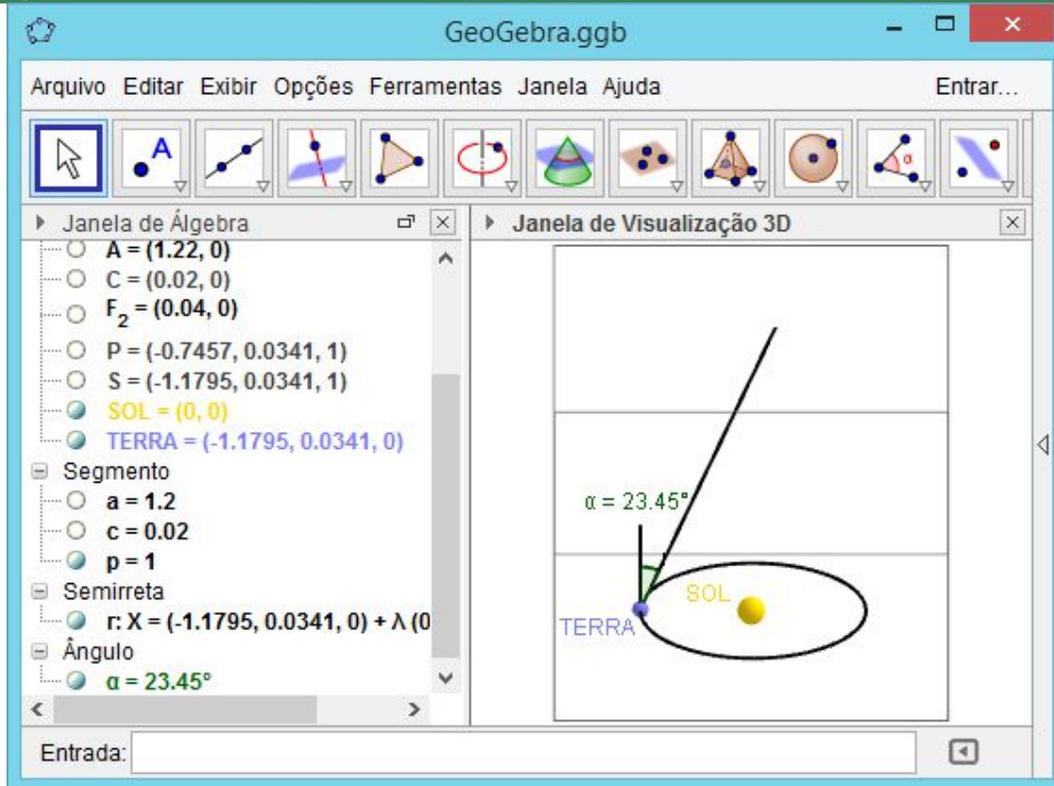 GeoGebra.ggb
Arquivo Editar Exibir Opções Ferramentas Janela Ajuda Entrar...
A
α
Janela de Álgebra
Janela de Visualização 3D
A = (1.22, 0)
C = (0.02, 0)
F₂ = (0.04, 0)
P = (-0.7457, 0.0341, 1)
S = (-1.1795, 0.0341, 1)
SOL = (0, 0)
TERRA = (-1.1795, 0.0341, 0)
Segmento
a = 1.2
c = 0.02
p = 1
Semirreta
r: X = (-1.1795, 0.0341, 0) + λ (0
Ângulo
α = 23.45°
α = 23.45°
SOL
TERRA
Entrada: